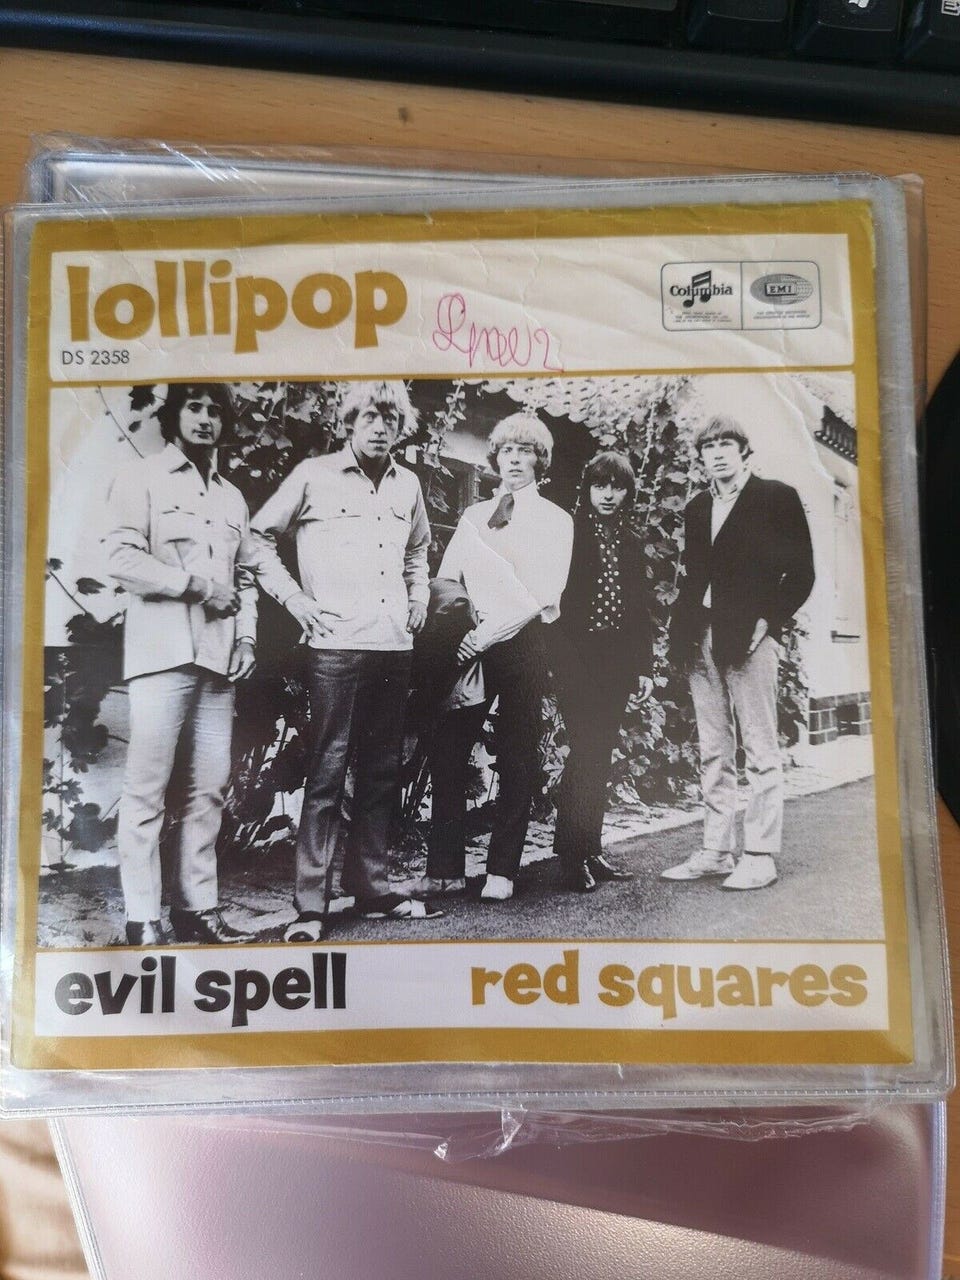 lollipop
DS 2358
Columbia
EMI
evil spell
red squares